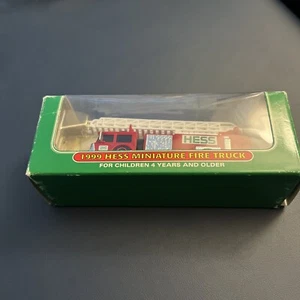 HESS
1999 HESS MINIATURE FIRE TRUCK
FOR CHILDREN 4 YEARS AND OLDER